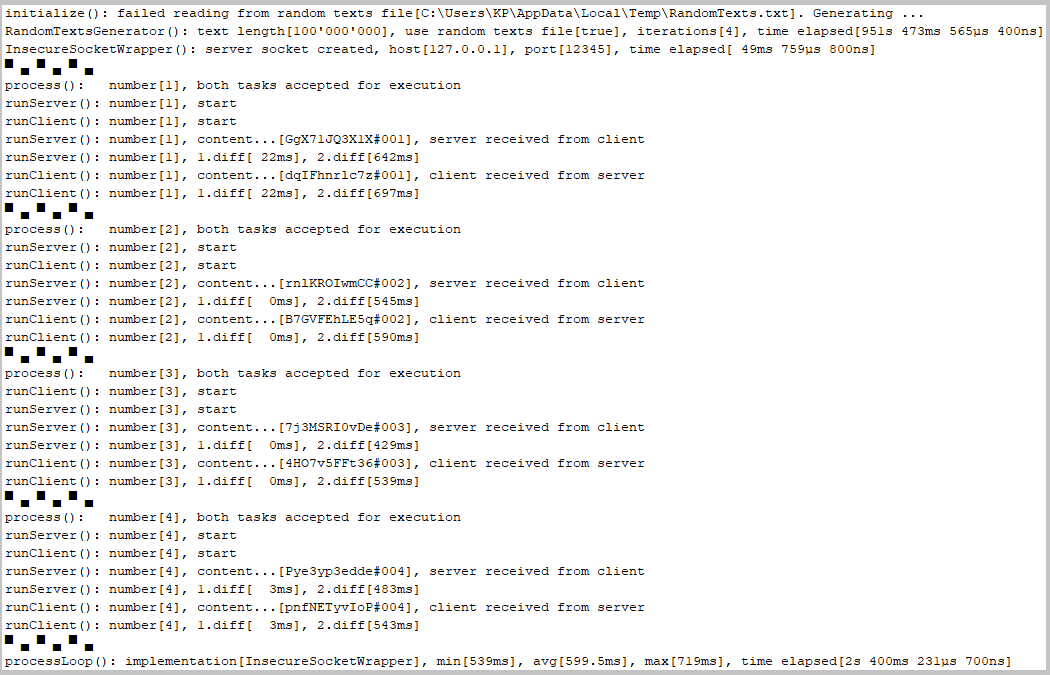 initialize(): failed reading from random texts file[C:\Users\KP\AppData\Local\Temp\RandomTexts.txt]. Generating ...
RandomTextsGenerator(): text length[100'000'000], use random texts file[true], iterations[4], time elapsed[95ls 473ms 565µs 400ns]
InsecureSocketWrapper(): server socket created, host[127.0.0.1], port[12345], time elapsed[ 49ms 759µs 800ns]
▀ ▄ ▀ ▄ ▀ ▄
process():   number[1], both tasks accepted for execution
runServer(): number[1], start
runClient(): number[1], start
runServer(): number[1], content...[GgX71JQ3X1X#001], server received from client
runServer(): number[1], 1.diff[ 22ms], 2.diff[642ms]
runClient(): number[1], content...[dqIFhnrlc7z#001], client received from server
runClient(): number[1], 1.diff[ 22ms], 2.diff[697ms]
▀ ▄ ▀ ▄ ▀ ▄
process():   number[2], both tasks accepted for execution
runServer(): number[2], start
runClient(): number[2], start
runServer(): number[2], content...[rnlKROIwmCC#002], server received from client
runServer(): number[2], 1.diff[  0ms], 2.diff[545ms]
runClient(): number[2], content...[B7GVFEhLE5q#002], client received from server
runClient(): number[2], 1.diff[  0ms], 2.diff[590ms]
▀ ▄ ▀ ▄ ▀ ▄
process():   number[3], both tasks accepted for execution
runClient(): number[3], start
runServer(): number[3], start
runServer(): number[3], content...[7j3MSRI0vDe#003], server received from client
runServer(): number[3], 1.diff[  0ms], 2.diff[429ms]
runClient(): number[3], content...[4HO7v5FFt36#003], client received from server
runClient(): number[3], 1.diff[  0ms], 2.diff[539ms]
▀ ▄ ▀ ▄ ▀ ▄
process():   number[4], both tasks accepted for execution
runServer(): number[4], start
runClient(): number[4], start
runServer(): number[4], content...[Pye3yp3edde#004], server received from client
runServer(): number[4], 1.diff[  3ms], 2.diff[483ms]
runClient(): number[4], content...[pnfNETyvIoP#004], client received from server
runClient(): number[4], 1.diff[  3ms], 2.diff[543ms]
▀ ▄ ▀ ▄ ▀ ▄
processLoop(): implementation[InsecureSocketWrapper], min[539ms], avg[599.5ms], max[719ms], time elapsed[2s 400ms 231µs 700ns]